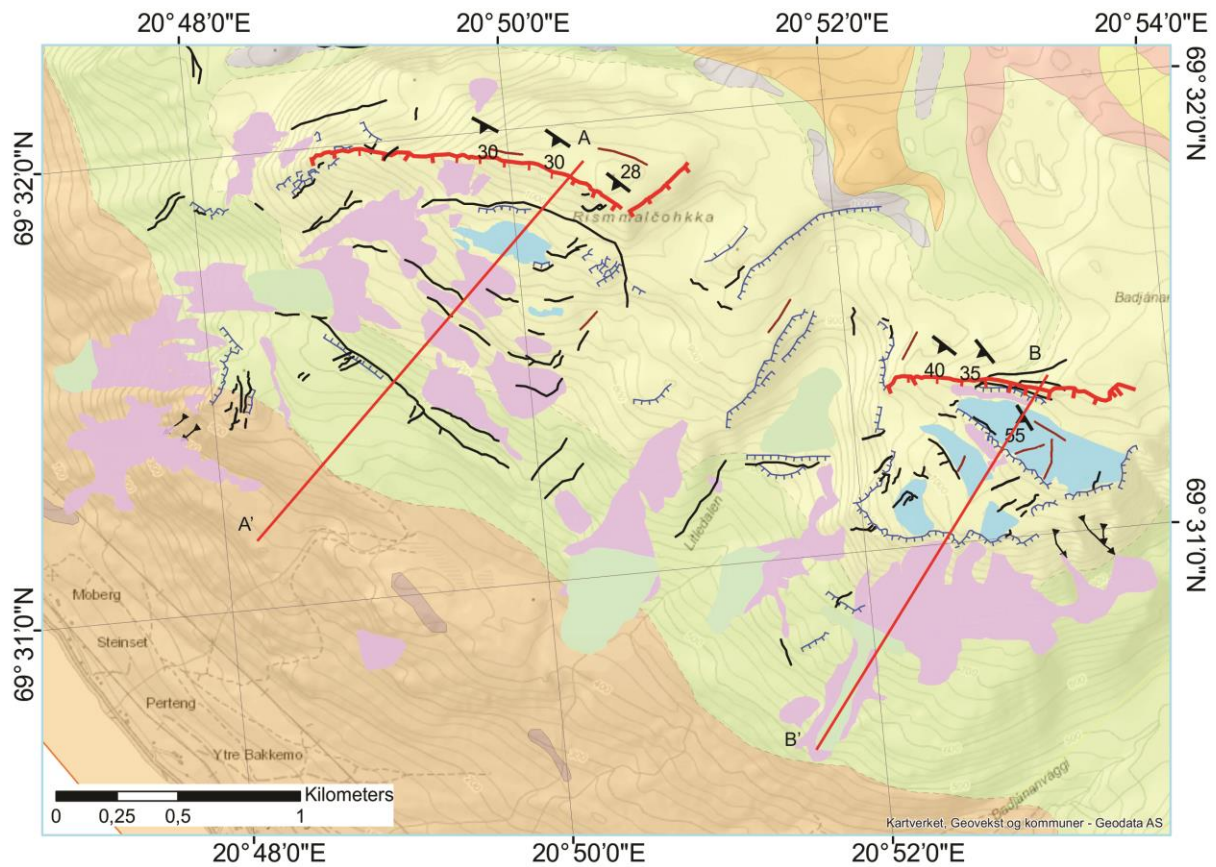 20°48'0"E 20°50'0"E 20°52'0"E 20°54'0"E
69° 32'0"N
69° 32'0"N
A
30
30
28
Rismmalčohkka
Badjánan
B
40
35
55
A'
Litledalen
69° 31'0"N
69° 31'0"N
Moberg
Steinset
Perteng
Ytre Bakkemo
B'
Badjánanvággi
Kilometers
0 0,25 0,5 1
Kartverket, Geovekst og kommuner - Geodata AS
20°48'0"E 20°50'0"E 20°52'0"E